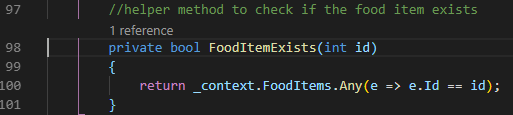 97 //helper method to check if the food item exists
1 reference
98 private bool FoodItemExists(int id)
99 {
100 return _context.FoodItems.Any(e => e.Id == id);
101 }